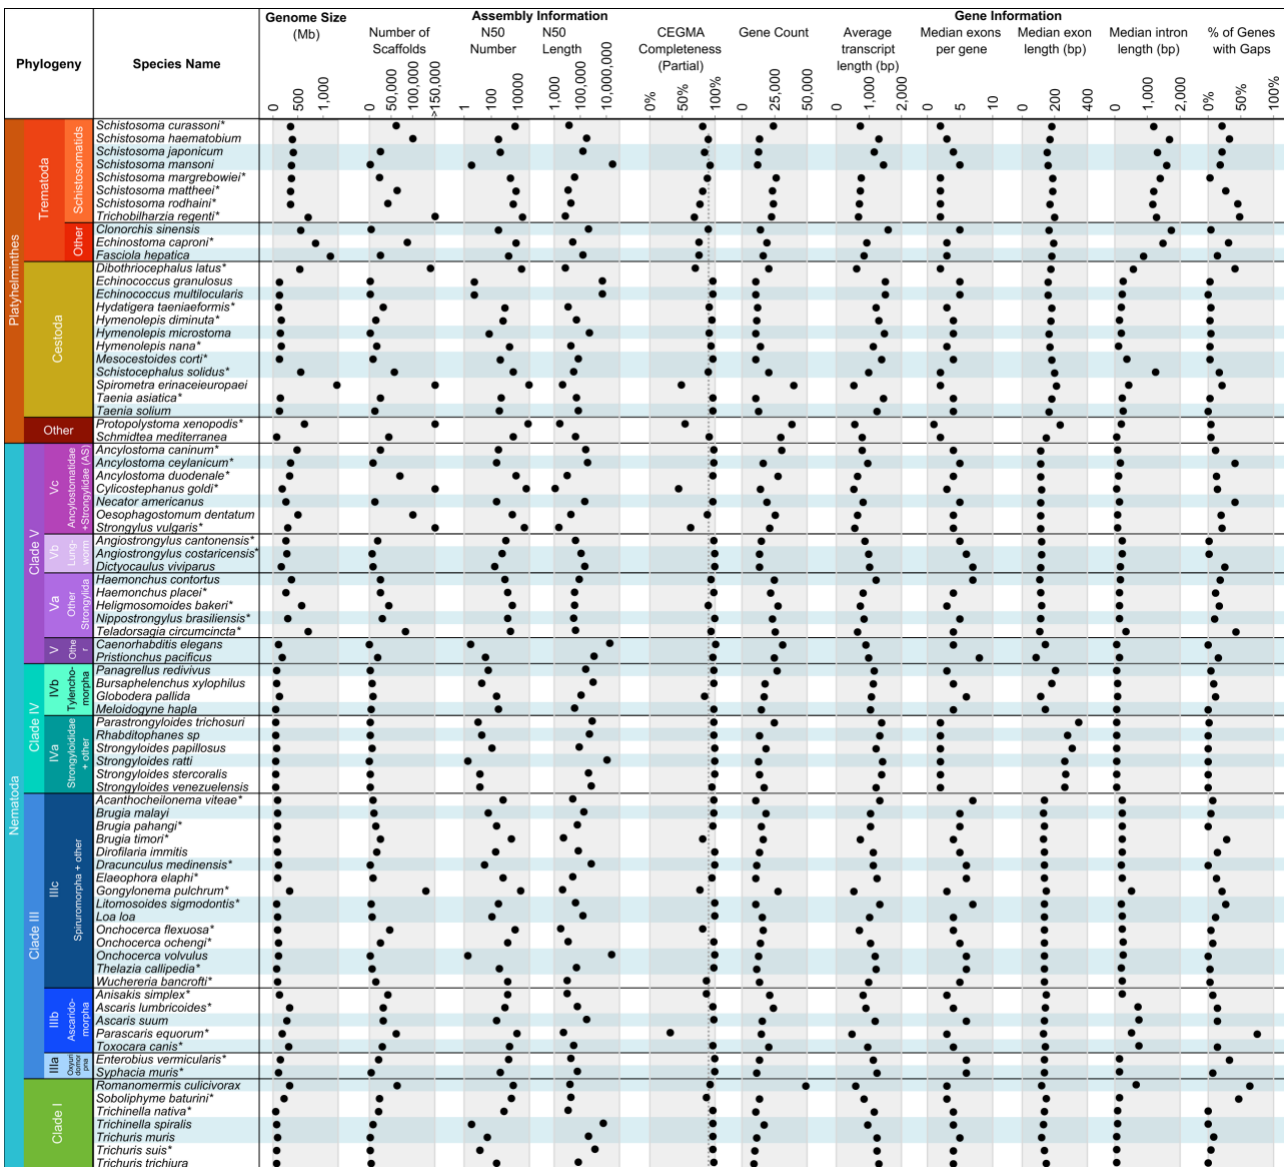 Genome Size
(Mb)
Assembly Information
Gene Information
Number of
Scaffolds
N50
Number
N50
Length
CEGMA
Completeness
(Partial)
Gene Count
Average
transcript
length (bp)
Median exons
per gene
Median exon
length (bp)
Median intron
length (bp)
% of Genes
with Gaps
Phylogeny
Species Name
0
500
1,000
0
50,000
100,000
>150,000
1
100
10000
1,000
100,000
10,000,000
0%
50%
100%
0
25,000
50,000
0
1,000
2,000
0
5
10
0
200
400
0
1,000
2,000
0%
50%
100%
Platyhelminthes
Trematoda
Schistosomatids
Schistosoma curassoni*
Schistosoma haematobium
Schistosoma japonicum
Schistosoma mansoni
Schistosoma margrebowiei*
Schistosoma mattheei*
Schistosoma rodhaini*
Trichobilharzia regenti*
Other
Clonorchis sinensis
Echinostoma caproni*
Fasciola hepatica
Cestoda
Dibothriocephalus latus*
Echinococcus granulosus
Echinococcus multilocularis
Hydatigera taeniaeformis*
Hymenolepis diminuta*
Hymenolepis microstoma
Hymenolepis nana*
Mesocestoides corti*
Schistocephalus solidus*
Spirometra erinaceieuropaei
Taenia asiatica*
Taenia solium
Other
Protopolystoma xenopodis*
Schmidtea mediterranea
Nematoda
Clade V
Vc
Ancylostomatidae
+Strongylidae (AS)
Ancylostoma caninum*
Ancylostoma ceylanicum*
Ancylostoma duodenale*
Cylicostephanus goldi*
Necator americanus
Oesophagostomum dentatum
Strongylus vulgaris*
Vb
Lung-
worm
Angiostrongylus cantonensis*
Angiostrongylus costaricensis*
Dictyocaulus viviparus
Va
Other
Strongylida
Haemonchus contortus
Haemonchus placei*
Heligmosomoides bakeri*
Nippostrongylus brasiliensis*
Teladorsagia circumcincta*
V
Othe
r
Caenorhabditis elegans
Pristionchus pacificus
Clade IV
IVb
Tylencho-
morpha
Panagrellus redivivus
Bursaphelenchus xylophilus
Globodera pallida
Meloidogyne hapla
IVa
Strongyloididae
+ other
Parastrongyloides trichosuri
Rhabditophanes sp
Strongyloides papillosus
Strongyloides ratti
Strongyloides stercoralis
Strongyloides venezuelensis
Clade III
IIIc
Spiruromorpha + other
Acanthocheilonema viteae*
Brugia malayi
Brugia pahangi*
Brugia timori*
Dirofilaria immitis
Dracunculus medinensis*
Elaeophora elaphi*
Gongylonema pulchrum*
Litomosoides sigmodontis*
Loa loa
Onchocerca flexuosa*
Onchocerca ochengi*
Onchocerca volvulus
Thelazia callipedia*
Wuchereria bancrofti*
IIIb
Ascarido-
morpha
Anisakis simplex*
Ascaris lumbricoides*
Ascaris suum
Parascaris equorum*
Toxocara canis*
IIIa
Enterobius vermicularis*
Syphacia muris*
Clade I
Romanomermis culicivorax
Soboliphyme baturini*
Trichinella nativa*
Trichinella spiralis
Trichuris muris
Trichuris suis*
Trichuris trichiura